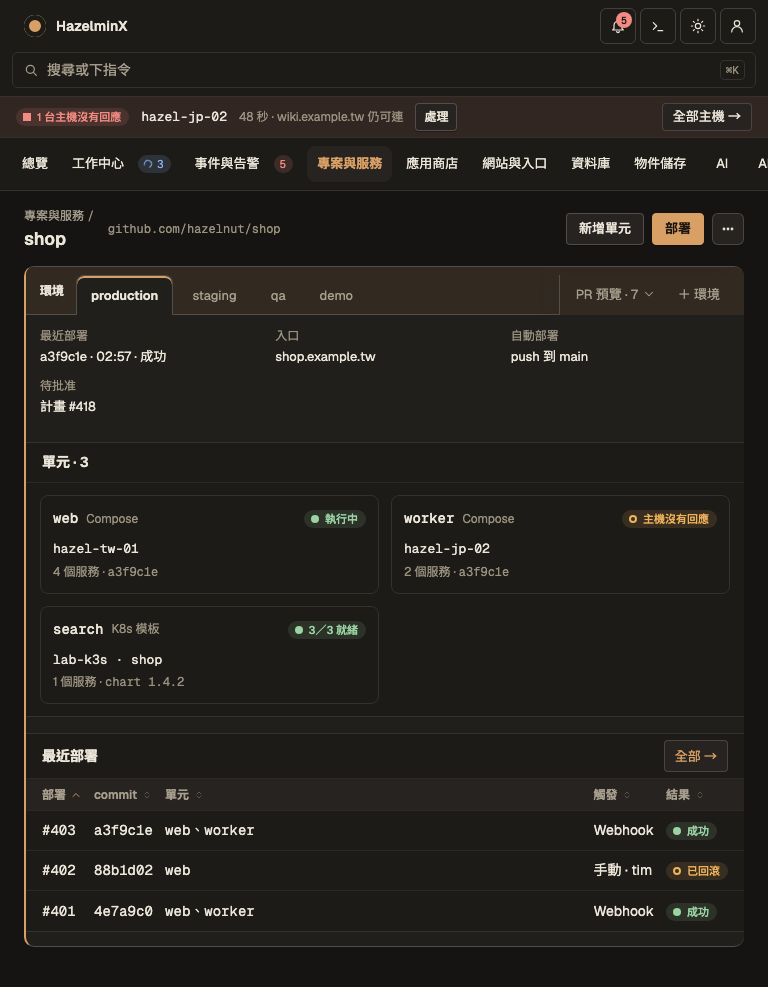 HazelminX
5
搜尋或下指令
⌘K
1 台主機沒有回應 hazel-jp-02 48 秒 · wiki.example.tw 仍可連 處理 全部主機 →
總覽 工作中心 3 事件與告警 5 專案與服務 應用商店 網站與入口 資料庫 物件儲存 AI
專案與服務 /
shop github.com/hazelnut/shop
新增單元 部署 ···
環境 production staging qa demo PR 預覽 · 7 + 環境
最近部署 入口 自動部署
a3f9c1e · 02:57 · 成功 shop.example.tw push 到 main
待批准
計畫 #418
單元 · 3
web Compose 執行中
hazel-tw-01
4 個服務 · a3f9c1e
worker Compose 主機沒有回應
hazel-jp-02
2 個服務 · a3f9c1e
search K8s 模板 3／3 就緒
lab-k3s · shop
1 個服務 · chart 1.4.2
最近部署 全部 →
部署 commit 單元 觸發 結果
#403 a3f9c1e web、worker Webhook 成功
#402 88b1d02 web 手動 · tim 已回滾
#401 4e7a9c0 web、worker Webhook 成功